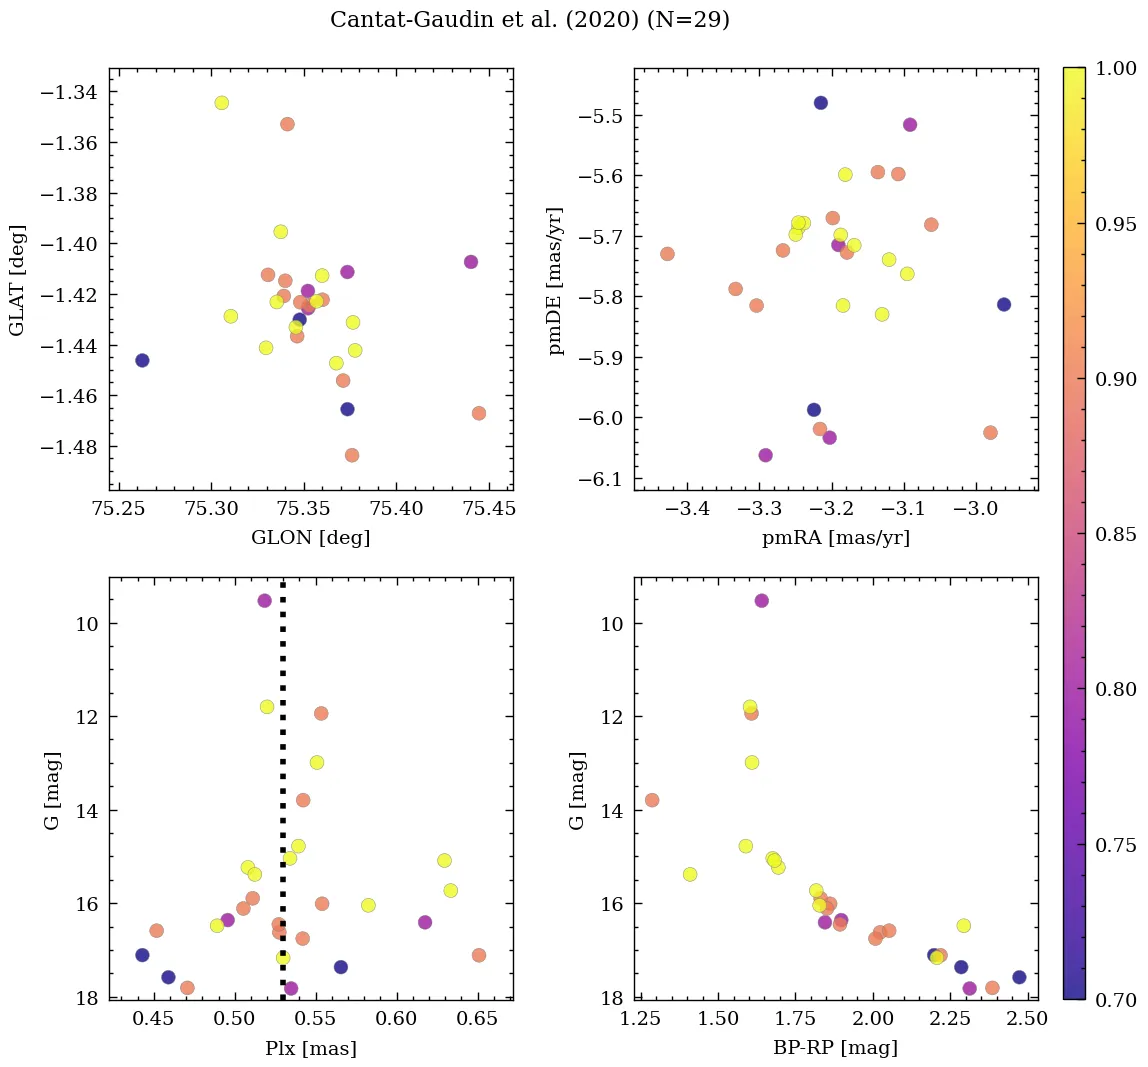 Cantat-Gaudin et al. (2020) (N=29)
−1.34
−1.36
−1.38
−1.40
−1.42
−1.44
−1.46
−1.48
GLAT [deg]
75.25 75.30 75.35 75.40 75.45
GLON [deg]
−5.5
−5.6
−5.7
−5.8
−5.9
−6.0
−6.1
pmDE [mas/yr]
−3.4 −3.3 −3.2 −3.1 −3.0
pmRA [mas/yr]
10
12
14
16
18
G [mag]
0.45 0.50 0.55 0.60 0.65
Plx [mas]
10
12
14
16
18
G [mag]
1.25 1.50 1.75 2.00 2.25 2.50
BP-RP [mag]
1.00
0.95
0.90
0.85
0.80
0.75
0.70